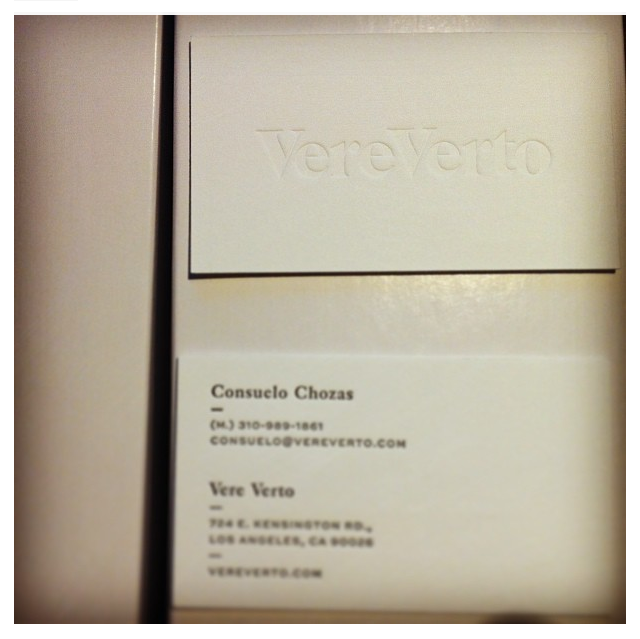 VereVerto
Consuelo Chozas
(M.) 310-989-1861
CONSUELO@VEREVERTO.COM
Vere Verto
724 E. KENSINGTON RD.,
LOS ANGELES, CA 90026
VEREVERTO.COM